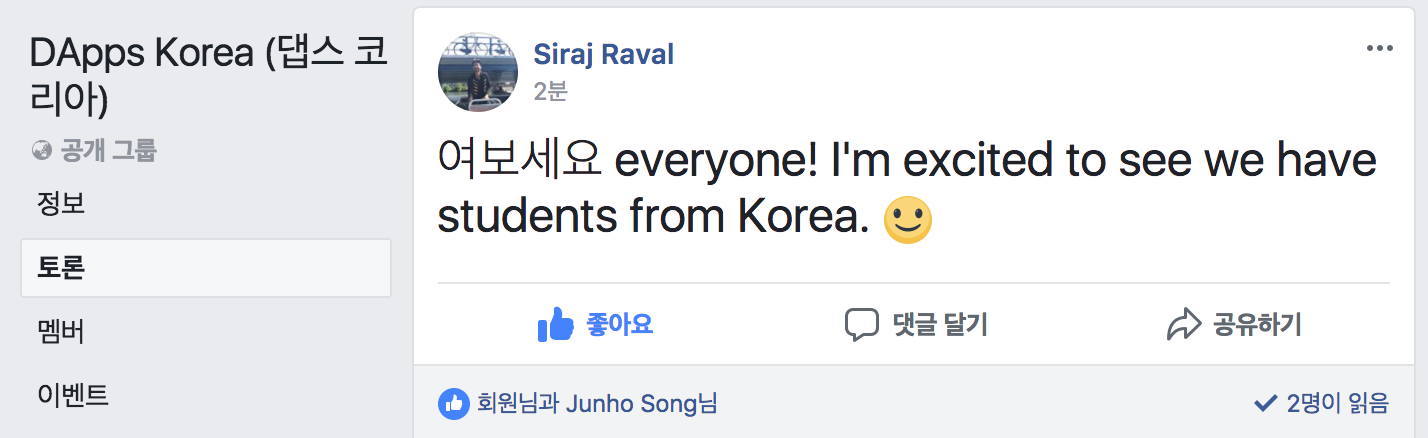 DApps Korea (댑스 코
리아)
공개 그룹
정보
토론
멤버
이벤트
Siraj Raval
2분
여보세요 everyone! I'm excited to see we have
students from Korea.
좋아요
댓글 달기
공유하기
회원님과 Junho Song님
2명이 읽음